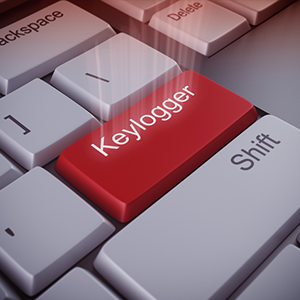 ackspace
Delete
\
]
Keylogger
Shift